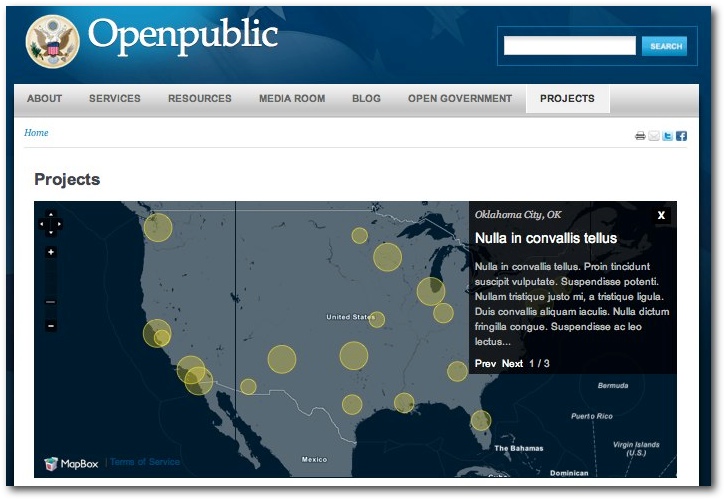 Openpublic
SEARCH
ABOUT SERVICES RESOURCES MEDIA ROOM BLOG OPEN GOVERNMENT PROJECTS
Home
Projects
Oklahoma City, OK X
Nulla in convallis tellus
Nulla in convallis tellus. Proin tincidunt
suscipit vulputate. Suspendisse potenti.
Nullam tristique justo mi, a tristique ligula.
Duis convallis aliquam iaculis. Nulla dictum
fringilla congue. Suspendisse ac leo
lectus...
Prev Next 1 / 3
United States
Bermuda
Puerto Rico
Virgin Islands
(U.S.)
The Bahamas
Mexico
MapBox | Terms of Service
Dominican